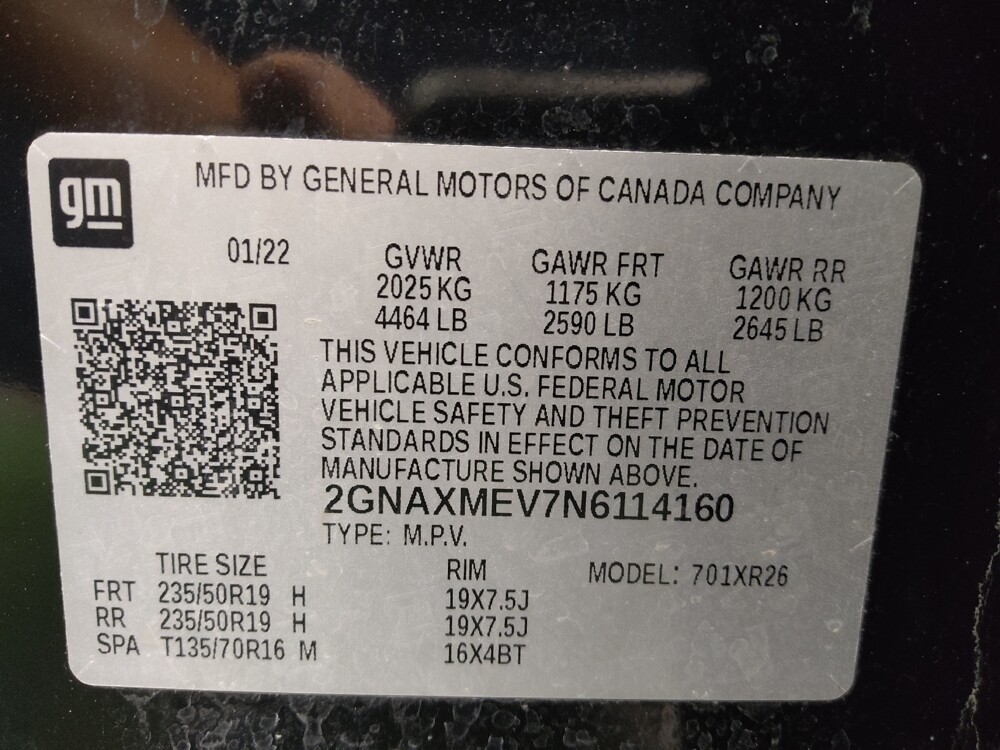 gm
MFD BY GENERAL MOTORS OF CANADA COMPANY
01/22 GVWR GAWR FRT GAWR RR
2025 KG 1175 KG 1200 KG
4464 LB 2590 LB 2645 LB
THIS VEHICLE CONFORMS TO ALL
APPLICABLE U.S. FEDERAL MOTOR
VEHICLE SAFETY AND THEFT PREVENTION
STANDARDS IN EFFECT ON THE DATE OF
MANUFACTURE SHOWN ABOVE.
2GNAXMEV7N6114160
TYPE: M.P.V.
TIRE SIZE RIM MODEL: 701XR26
FRT 235/50R19 H 19X7.5J
RR 235/50R19 H 19X7.5J
SPA T135/70R16 M 16X4BT